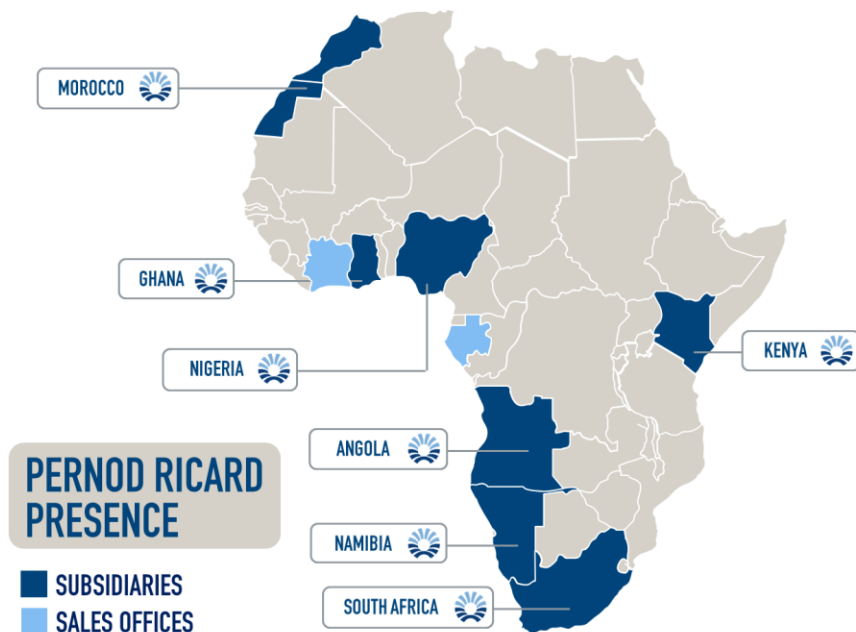 MOROCCO
GHANA
NIGERIA
KENYA
ANGOLA
NAMIBIA
SOUTH AFRICA
PERNOD RICARD
PRESENCE
SUBSIDIARIES
SALES OFFICES